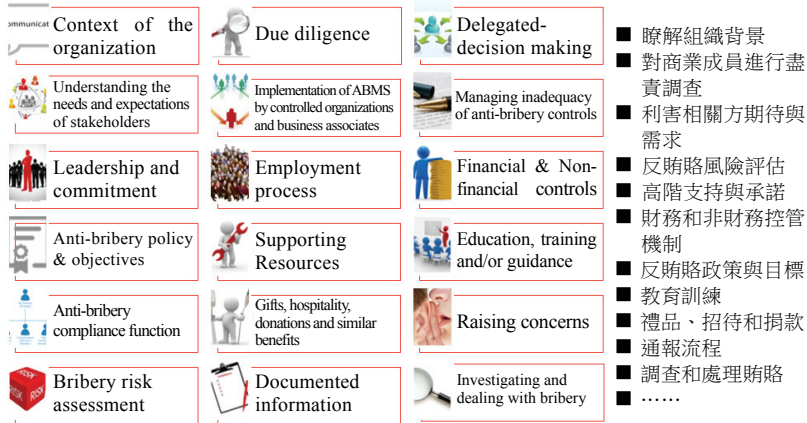 ommunicat
Context of the
organization
Due diligence
Delegated-
decision making
Understanding the
needs and expectations
of stakeholders
Implementation of ABMS
by controlled organizations
and business associates
Managing inadequacy
of anti-bribery controls
Leadership and
commitment
Employment
process
Financial & Non-
financial controls
Anti-bribery policy
& objectives
Supporting
Resources
Education, training
and/or guidance
Anti-bribery
compliance function
Gifts, hospitality,
donations and similar
benefits
Raising concerns
RISK
RISK
Bribery risk
assessment
Documented
information
Investigating and
dealing with bribery
■ 瞭解組織背景
■ 對商業成員進行盡
責調查
■ 利害相關方期待與
需求
■ 反賄賂風險評估
■ 高階支持與承諾
■ 財務和非財務控管
機制
■ 反賄賂政策與目標
■ 教育訓練
■ 禮品、招待和捐款
■ 通報流程
■ 調查和處理賄賂
■ ……